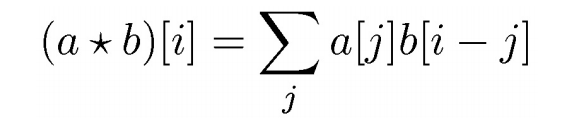 (a ⋆ b)[i] = ∑_j a[j]b[i − j]